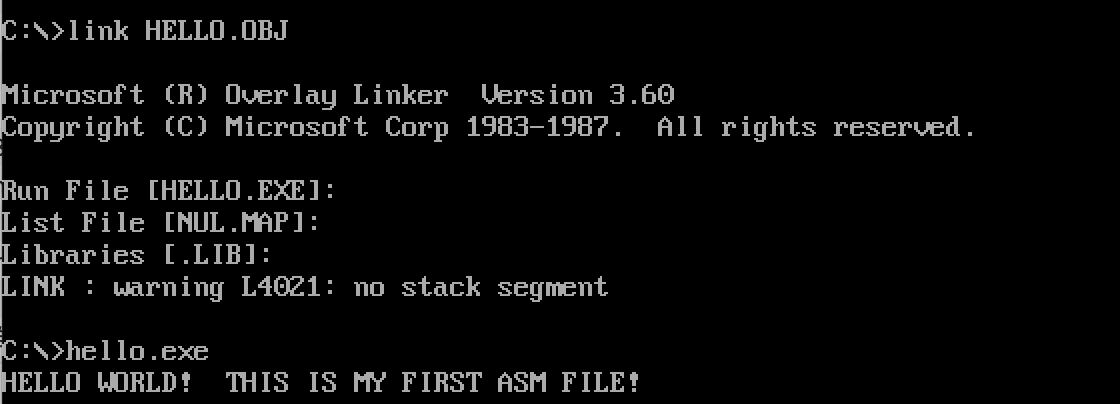 C:\>link HELLO.OBJ
Microsoft (R) Overlay Linker  Version 3.60
Copyright (C) Microsoft Corp 1983-1987.  All rights reserved.
Run File [HELLO.EXE]:
List File [NUL.MAP]:
Libraries [.LIB]:
LINK : warning L4021: no stack segment
C:\>hello.exe
HELLO WORLD!  THIS IS MY FIRST ASM FILE!